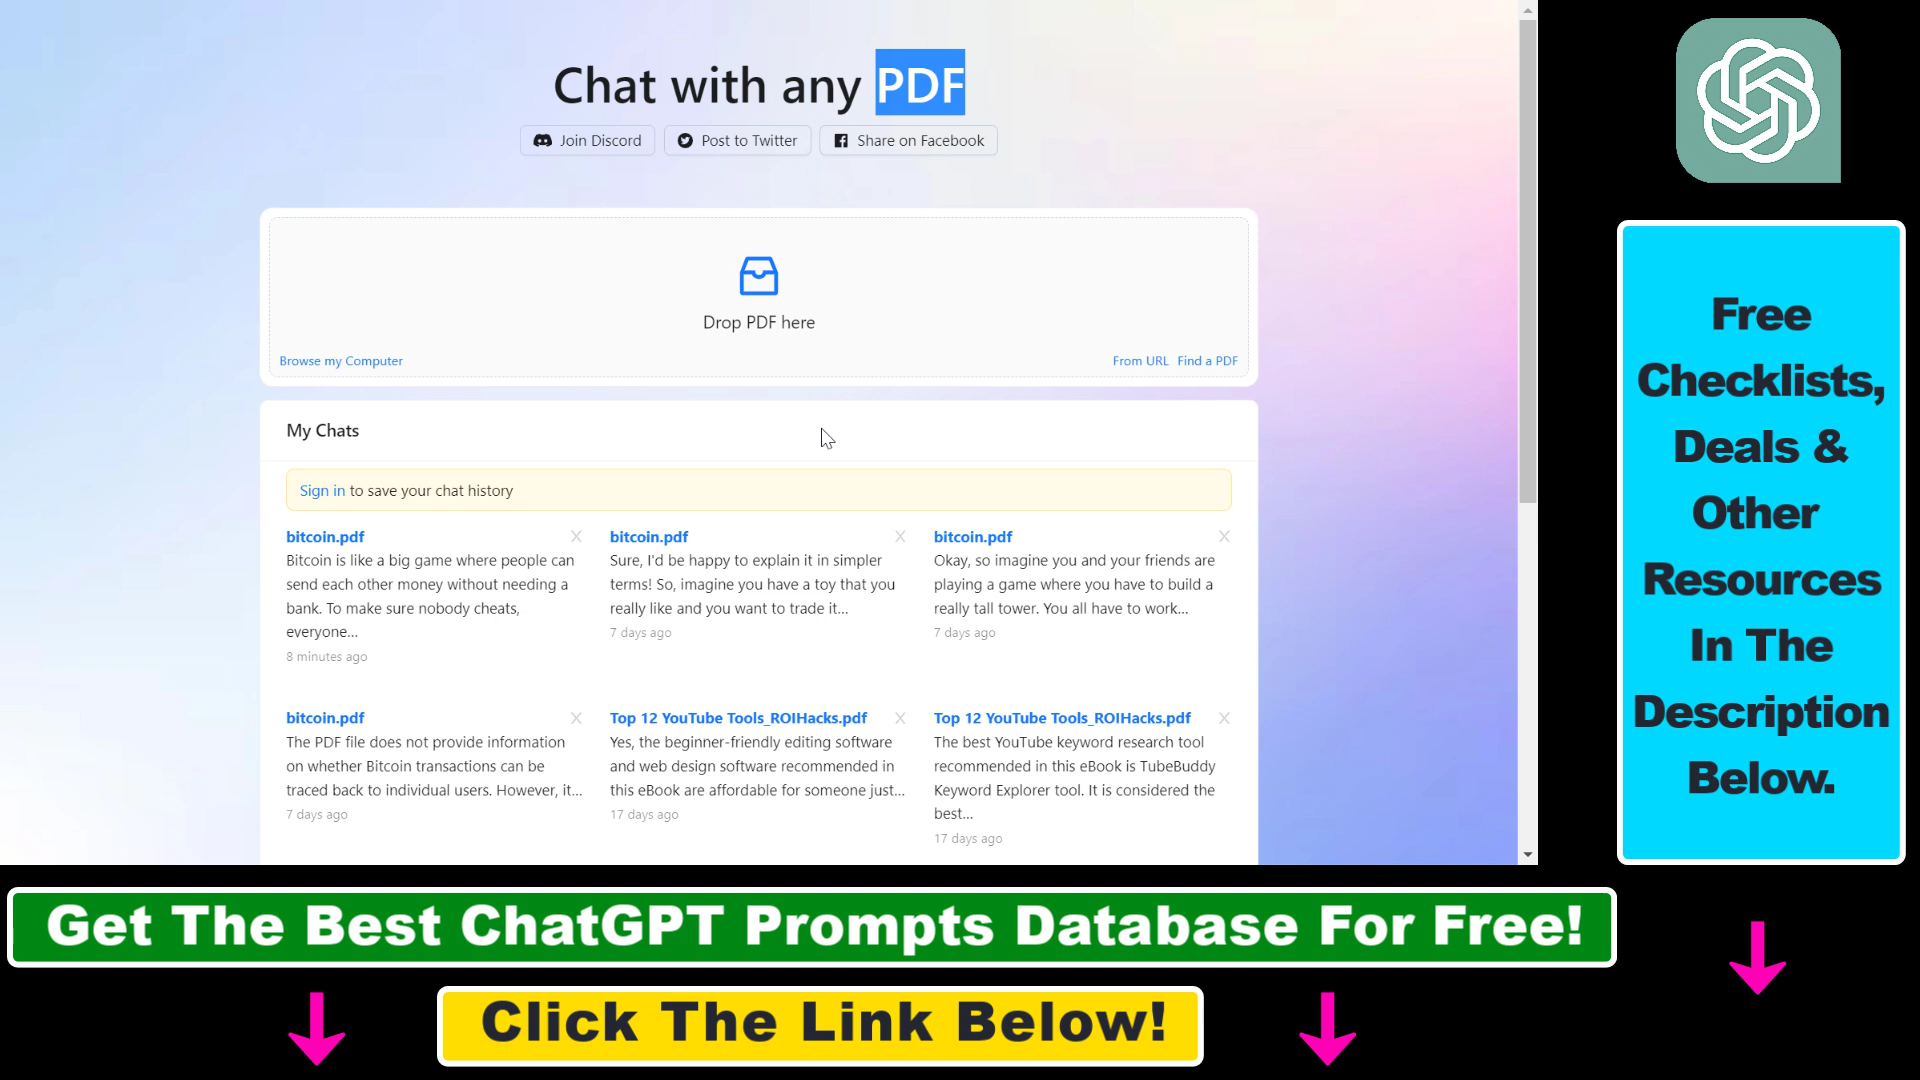 Chat with any PDF
Join Discord
Post to Twitter
Share on Facebook
Drop PDF here
Browse my Computer
From URL Find a PDF
My Chats
Sign in to save your chat history
bitcoin.pdf X
Bitcoin is like a big game where people can
send each other money without needing a
bank. To make sure nobody cheats,
everyone...
8 minutes ago
bitcoin.pdf X
Sure, I'd be happy to explain it in simpler
terms! So, imagine you have a toy that you
really like and you want to trade it...
7 days ago
bitcoin.pdf X
Okay, so imagine you and your friends are
playing a game where you have to build a
really tall tower. You all have to work...
7 days ago
bitcoin.pdf X
The PDF file does not provide information
on whether Bitcoin transactions can be
traced back to individual users. However, it...
7 days ago
Top 12 YouTube Tools_ROIHacks.pdf X
Yes, the beginner-friendly editing software
and web design software recommended in
this eBook are affordable for someone just...
17 days ago
Top 12 YouTube Tools_ROIHacks.pdf X
The best YouTube keyword research tool
recommended in this eBook is TubeBuddy
Keyword Explorer tool. It is considered the
best...
17 days ago
Free
Checklists,
Deals &
Other
Resources
In The
Description
Below.
Get The Best ChatGPT Prompts Database For Free!
Click The Link Below!